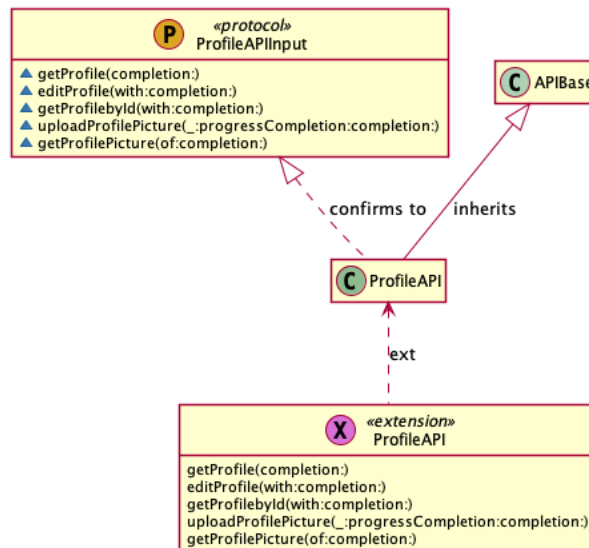 P «protocol»
ProfileAPIInput
getProfile(completion:)
editProfile(with:completion:)
getProfilebyId(with:completion:)
uploadProfilePicture(_:progressCompletion:completion:)
getProfilePicture(of:completion:)
C APIBase
confirms to
inherits
C ProfileAPI
ext
X «extension»
ProfileAPI
getProfile(completion:)
editProfile(with:completion:)
getProfilebyId(with:completion:)
uploadProfilePicture(_:progressCompletion:completion:)
getProfilePicture(of:completion:)